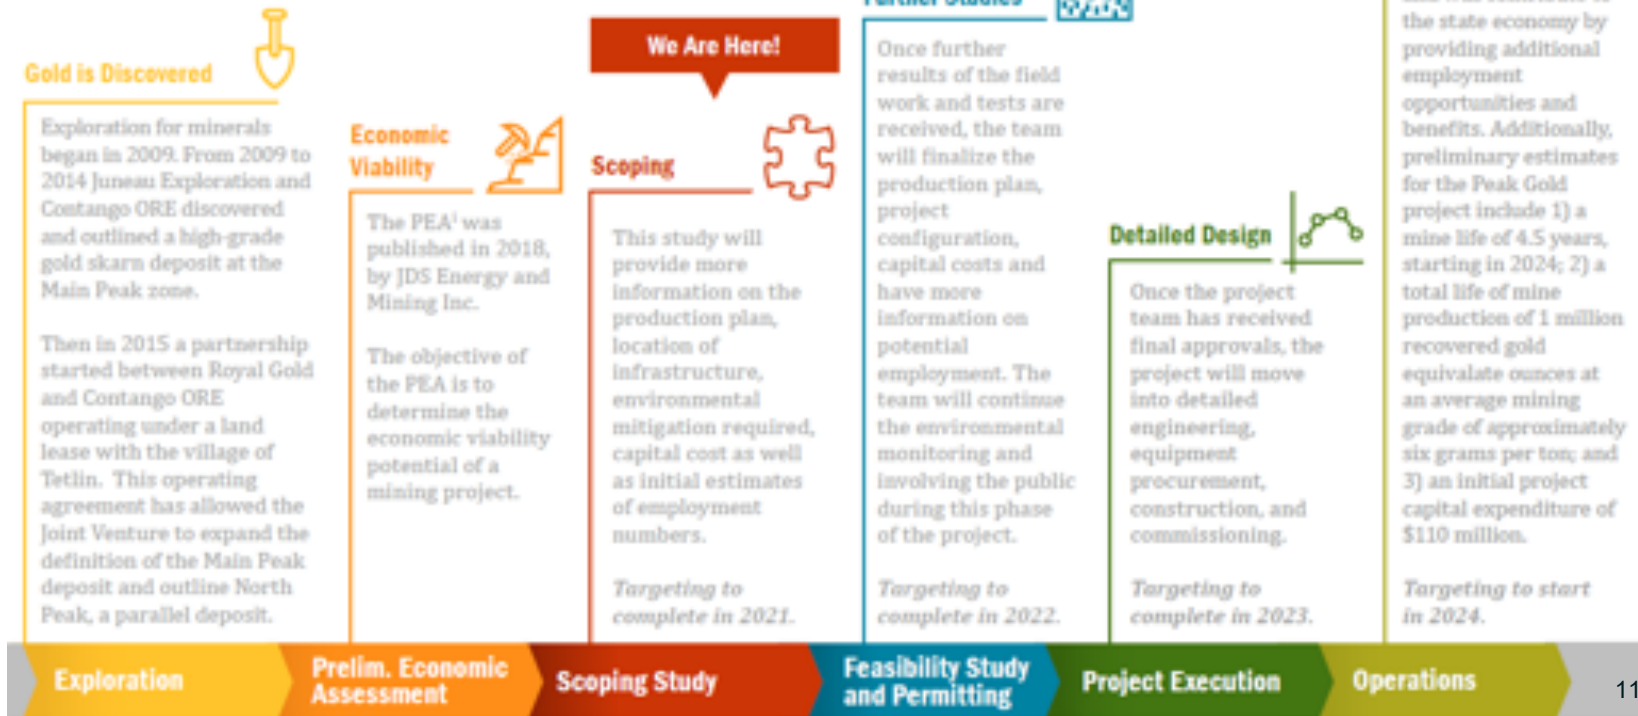 Gold is Discovered
Exploration for minerals
began in 2009. From 2009 to
2014 Juneau Exploration and
Contango ORE discovered
and outlined a high-grade
gold skarn deposit at the
Main Peak zone.
Then in 2015 a partnership
started between Royal Gold
and Contango ORE
operating under a land
lease with the village of
Tetlin. This operating
agreement has allowed the
Joint Venture to expand the
definition of the Main Peak
deposit and outline North
Peak, a parallel deposit.
Economic
Viability
The PEA¹ was
published in 2018,
by JDS Energy and
Mining Inc.
The objective of
the PEA is to
determine the
economic viability
potential of a
mining project.
We Are Here!
Scoping
This study will
provide more
information on the
production plan,
location of
infrastructure,
environmental
mitigation required,
capital cost as well
as initial estimates
of employment
numbers.
Targeting to
complete in 2021.
Further Studies
Once further
results of the field
work and tests are
received, the team
will finalize the
production plan,
project
configuration,
capital costs and
have more
information on
potential
employment. The
team will continue
the environmental
monitoring and
involving the public
during this phase
of the project.
Targeting to
complete in 2022.
Detailed Design
Once the project
team has received
final approvals, the
project will move
into detailed
engineering,
equipment
procurement,
construction, and
commissioning.
Targeting to
complete in 2023.
the state economy by
providing additional
employment
opportunities and
benefits. Additionally,
preliminary estimates
for the Peak Gold
project include 1) a
mine life of 4.5 years,
starting in 2024; 2) a
total life of mine
production of 1 million
recovered gold
equivalate ounces at
an average mining
grade of approximately
six grams per ton; and
3) an initial project
capital expenditure of
$110 million.
Targeting to start
in 2024.
Exploration
Prelim. Economic
Assessment
Scoping Study
Feasibility Study
and Permitting
Project Execution
Operations
11